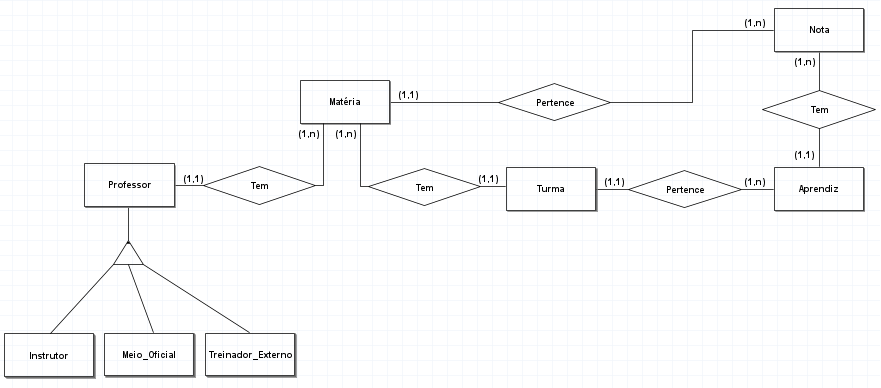 (1,n)
Nota
(1,n)
Matéria
(1,1)
Pertence
Tem
(1,n)
(1,n)
(1,1)
Professor
(1,1)
Tem
Tem
(1,1)
Turma
(1,1)
Pertence
(1,n)
Aprendiz
Instrutor
Meio_Oficial
Treinador_Externo